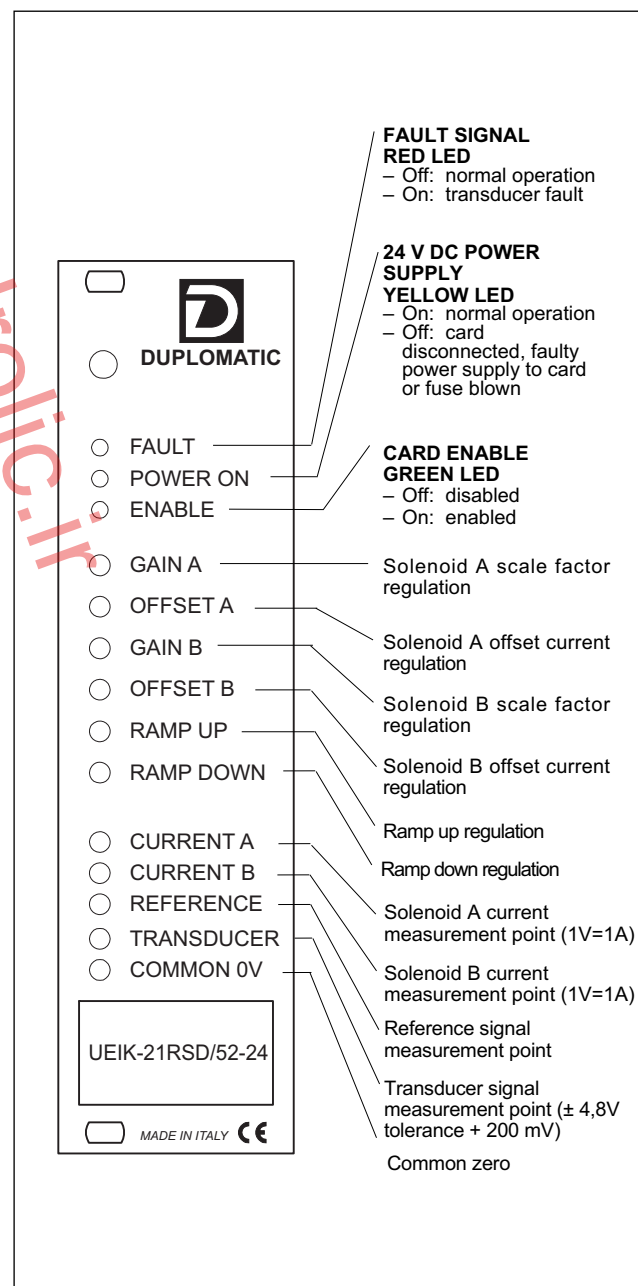 FAULT SIGNAL
RED LED
– Off: normal operation
– On: transducer fault
24 V DC POWER
SUPPLY
YELLOW LED
– On: normal operation
– Off: card
disconnected, faulty
power supply to card
or fuse blown
CARD ENABLE
GREEN LED
– Off: disabled
– On: enabled
Solenoid A scale factor
regulation
Solenoid A offset current
regulation
Solenoid B scale factor
regulation
Solenoid B offset current
regulation
Ramp up regulation
Ramp down regulation
Solenoid A current
measurement point (1V=1A)
Solenoid B current
measurement point (1V=1A)
Reference signal
measurement point
Transducer signal
measurement point (± 4,8V
tolerance + 200 mV)
Common zero
D
DUPLOMATIC
FAULT
POWER ON
ENABLE
GAIN A
OFFSET A
GAIN B
OFFSET B
RAMP UP
RAMP DOWN
CURRENT A
CURRENT B
REFERENCE
TRANSDUCER
COMMON 0V
UEIK-21RSD/52-24
MADE IN ITALY CE